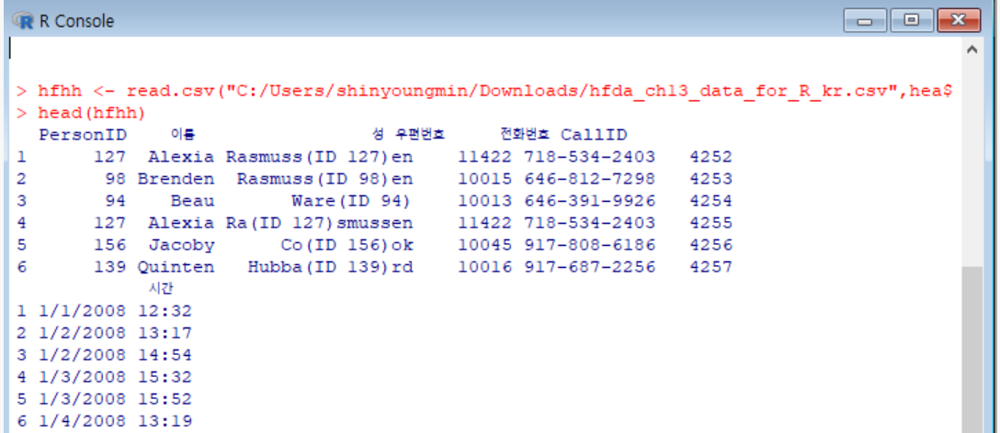 R Console
> hfhh <- read.csv("C:/Users/shinyoungmin/Downloads/hfda_ch13_data_for_R_kr.csv",hea$
> head(hfhh)
PersonID 이름 성 우편번호 전화번호 CallID
1 127 Alexia Rasmuss(ID 127)en 11422 718-534-2403 4252
2 98 Brenden Rasmuss(ID 98)en 10015 646-812-7298 4253
3 94 Beau Ware(ID 94) 10013 646-391-9926 4254
4 127 Alexia Ra(ID 127)smussen 11422 718-534-2403 4255
5 156 Jacoby Co(ID 156)ok 10045 917-808-6186 4256
6 139 Quinten Hubba(ID 139)rd 10016 917-687-2256 4257
시간
1 1/1/2008 12:32
2 1/2/2008 13:17
3 1/2/2008 14:54
4 1/3/2008 15:32
5 1/3/2008 15:52
6 1/4/2008 13:19